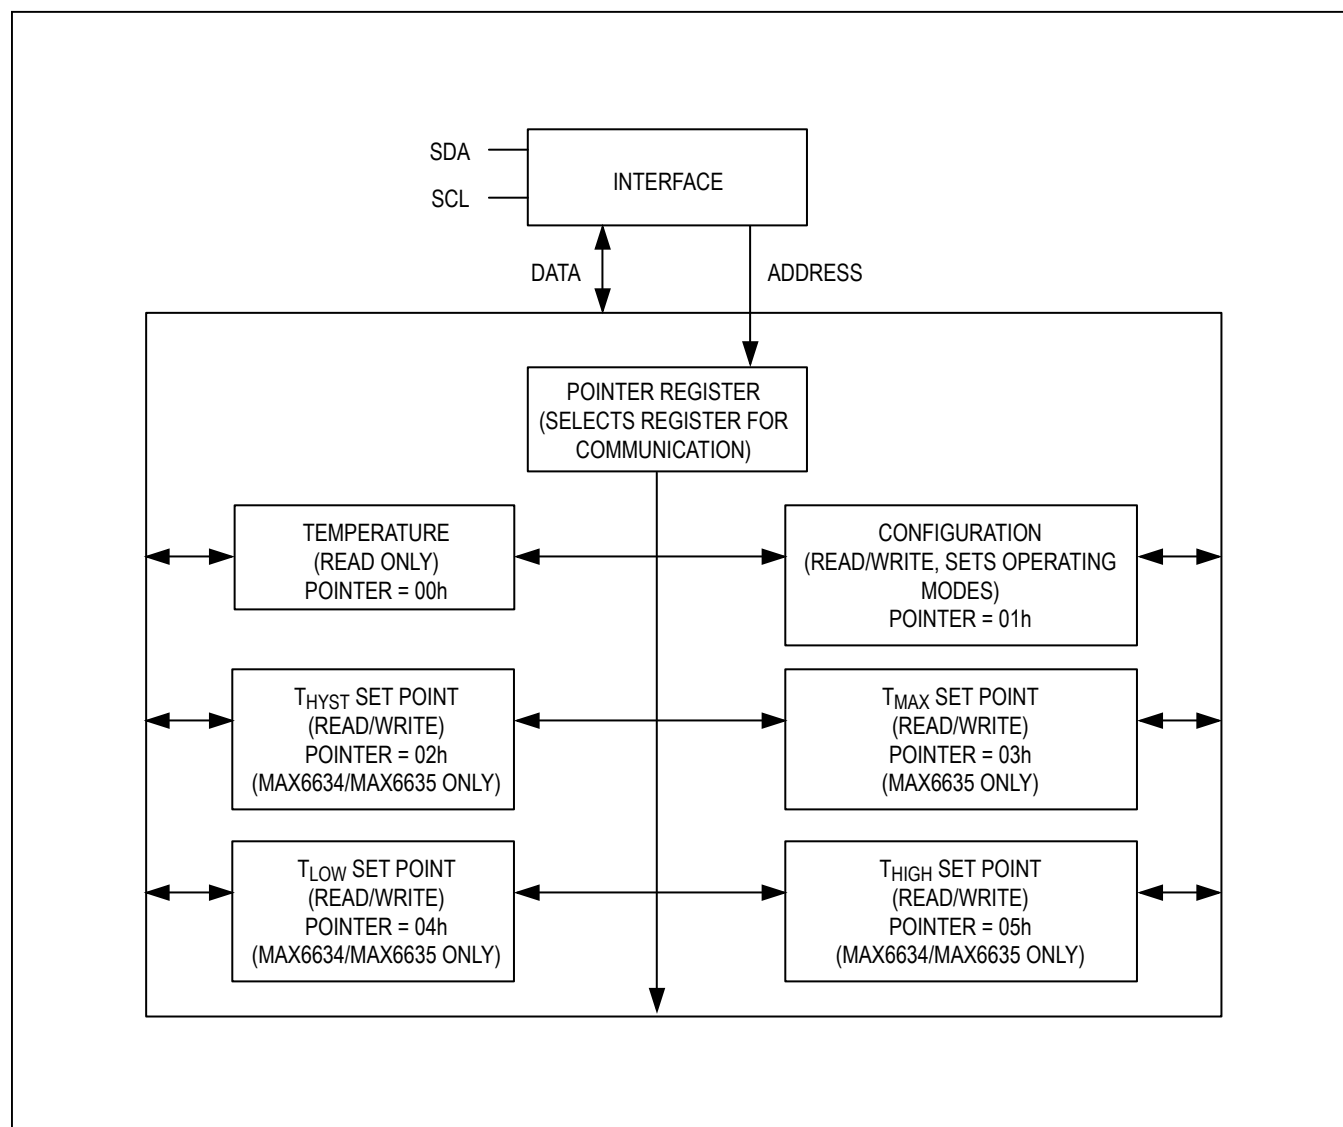 SDA
SCL
INTERFACE
DATA
ADDRESS
POINTER REGISTER
(SELECTS REGISTER FOR
COMMUNICATION)
TEMPERATURE
(READ ONLY)
POINTER = 00h
CONFIGURATION
(READ/WRITE, SETS OPERATING
MODES)
POINTER = 01h
THYST SET POINT
(READ/WRITE)
POINTER = 02h
(MAX6634/MAX6635 ONLY)
TMAX SET POINT
(READ/WRITE)
POINTER = 03h
(MAX6635 ONLY)
TLOW SET POINT
(READ/WRITE)
POINTER = 04h
(MAX6634/MAX6635 ONLY)
THIGH SET POINT
(READ/WRITE)
POINTER = 05h
(MAX6634/MAX6635 ONLY)